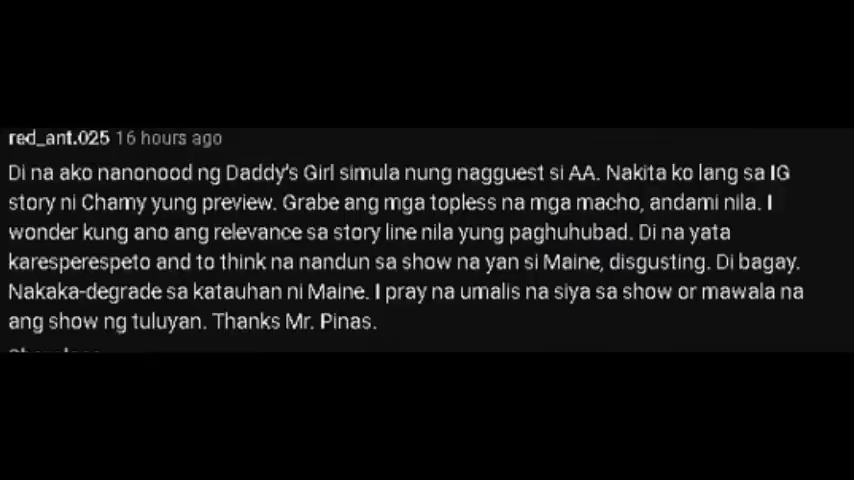 red_ant.025 16 hours ago
Di na ako nanonood ng Daddy's Girl simula nung nagguest si AA. Nakita ko lang sa IG
story ni Chamy yung preview. Grabe ang mga topless na mga macho, andami nila. I
wonder kung ano ang relevance sa story line nila yung paghuhubad. Di na yata
karesperespeto and to think na nandun sa show na yan si Maine, disgusting. Di bagay.
Nakaka-degrade sa katauhan ni Maine. I pray na umalis na siya sa show or mawala na
ang show ng tuluyan. Thanks Mr. Pinas.